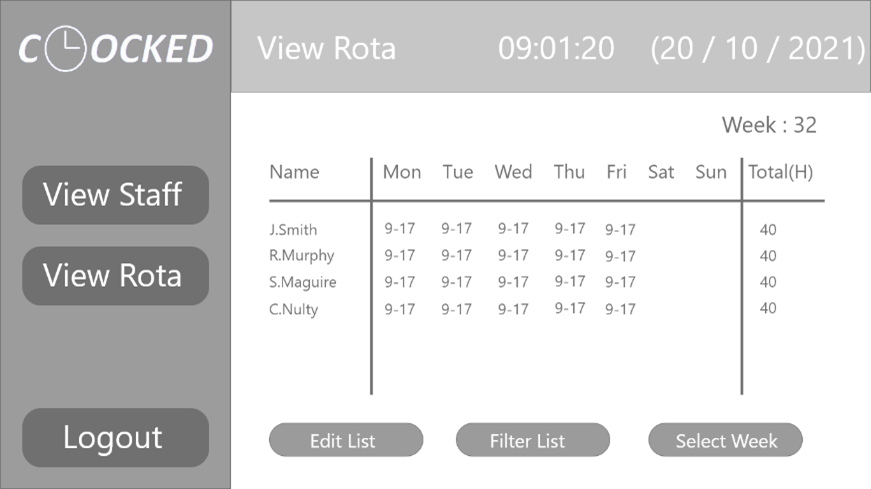 CLOCKED
View Rota 09:01:20 (20 / 10 / 2021)
Week : 32
View Staff
View Rota
Logout
Name Mon Tue Wed Thu Fri Sat Sun Total(H)
J.Smith 9-17 9-17 9-17 9-17 9-17 40
R.Murphy 9-17 9-17 9-17 9-17 9-17 40
S.Maguire 9-17 9-17 9-17 9-17 9-17 40
C.Nulty 9-17 9-17 9-17 9-17 9-17 40
Edit List Filter List Select Week